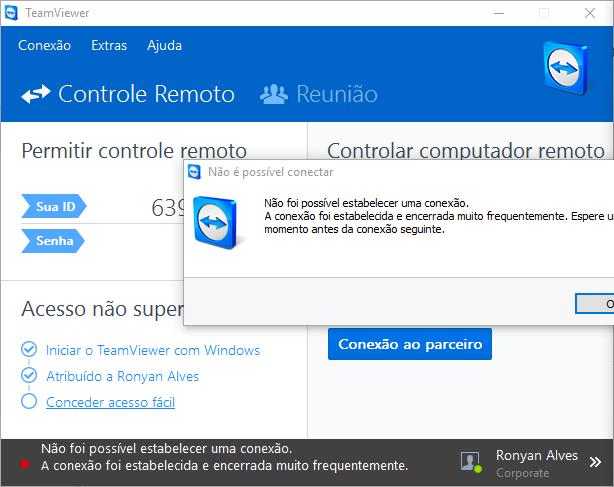 TeamViewer
Conexão Extras Ajuda
Controle Remoto Reunião
Permitir controle remoto
Controlar computador remoto
Não é possível conectar
Sua ID 639
Não foi possível estabelecer uma conexão.
A conexão foi estabelecida e encerrada muito frequentemente. Espere u
momento antes da conexão seguinte.
Senha
O
Acesso não super
Conexão ao parceiro
Iniciar o TeamViewer com Windows
Atribuído a Ronyan Alves
Conceder acesso fácil
Não foi possível estabelecer uma conexão.
A conexão foi estabelecida e encerrada muito frequentemente.
Ronyan Alves
Corporate